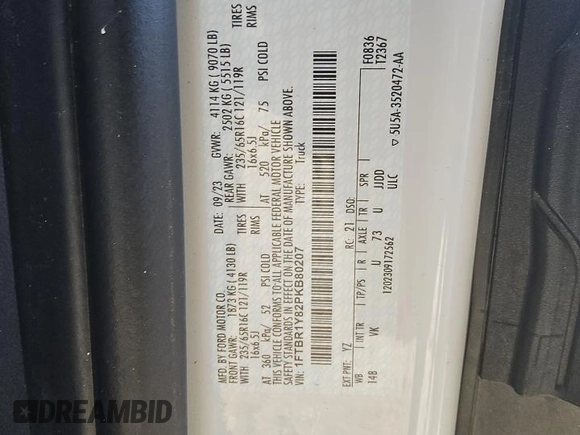 MFD. BY FORD MOTOR CO.
DATE: 09/23 GVWR: 4114 KG ( 9070 LB)
FRONT GAWR: 1873 KG ( 4130 LB) REAR GAWR: 2502 KG ( 5515 LB)
WITH 235/65R16C 121/119R TIRES WITH 235/65R16C 121/119R TIRES
16x6.5J RIMS 16x6.5J RIMS
AT 360 kPa/ 52 PSI COLD AT 520 kPa/ 75 PSI COLD
THIS VEHICLE CONFORMS TO ALL APPLICABLE FEDERAL MOTOR VEHICLE
SAFETY STANDARDS IN EFFECT ON THE DATE OF MANUFACTURE SHOWN ABOVE.
VIN: 1FTBR1Y82PKB80207 TYPE: Truck
EXT PNT: YZ RC: 21 DSO: F0836
12367
WB INT TR TP/PS R AXLE TR SPR
14B VK U 73 U JJDD
ULC
1202309172562 5U5A-3520472-AA
DREAMBID